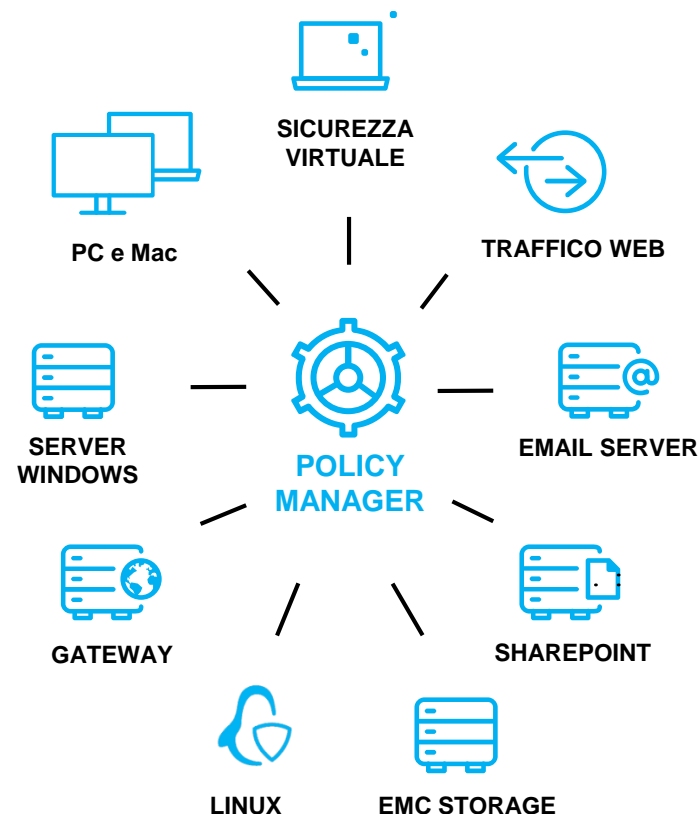 SICUREZZA
VIRTUALE
PC e Mac
TRAFFICO WEB
SERVER
WINDOWS
POLICY
MANAGER
EMAIL SERVER
GATEWAY
SHAREPOINT
LINUX
EMC STORAGE
@